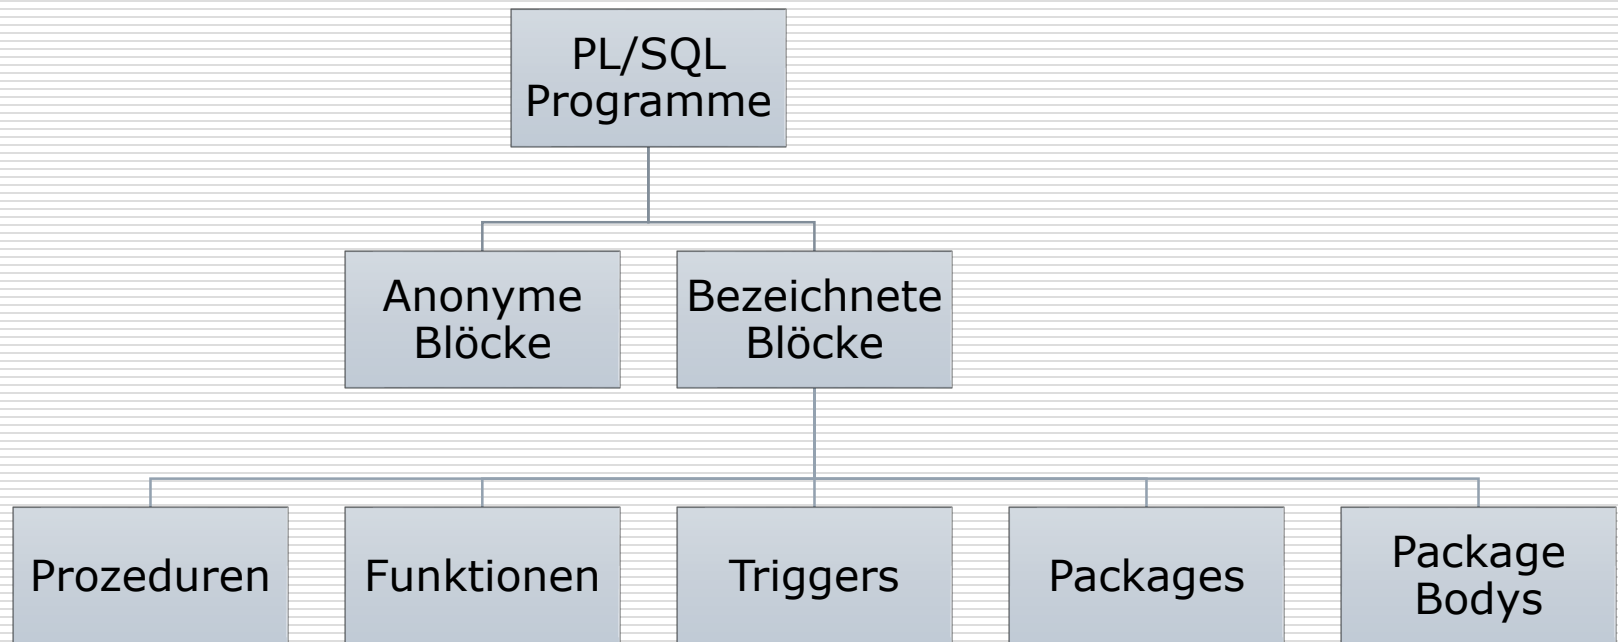 PL/SQL
Programme
Anonyme
Blöcke
Bezeichnete
Blöcke
Prozeduren
Funktionen
Triggers
Packages
Package
Bodys